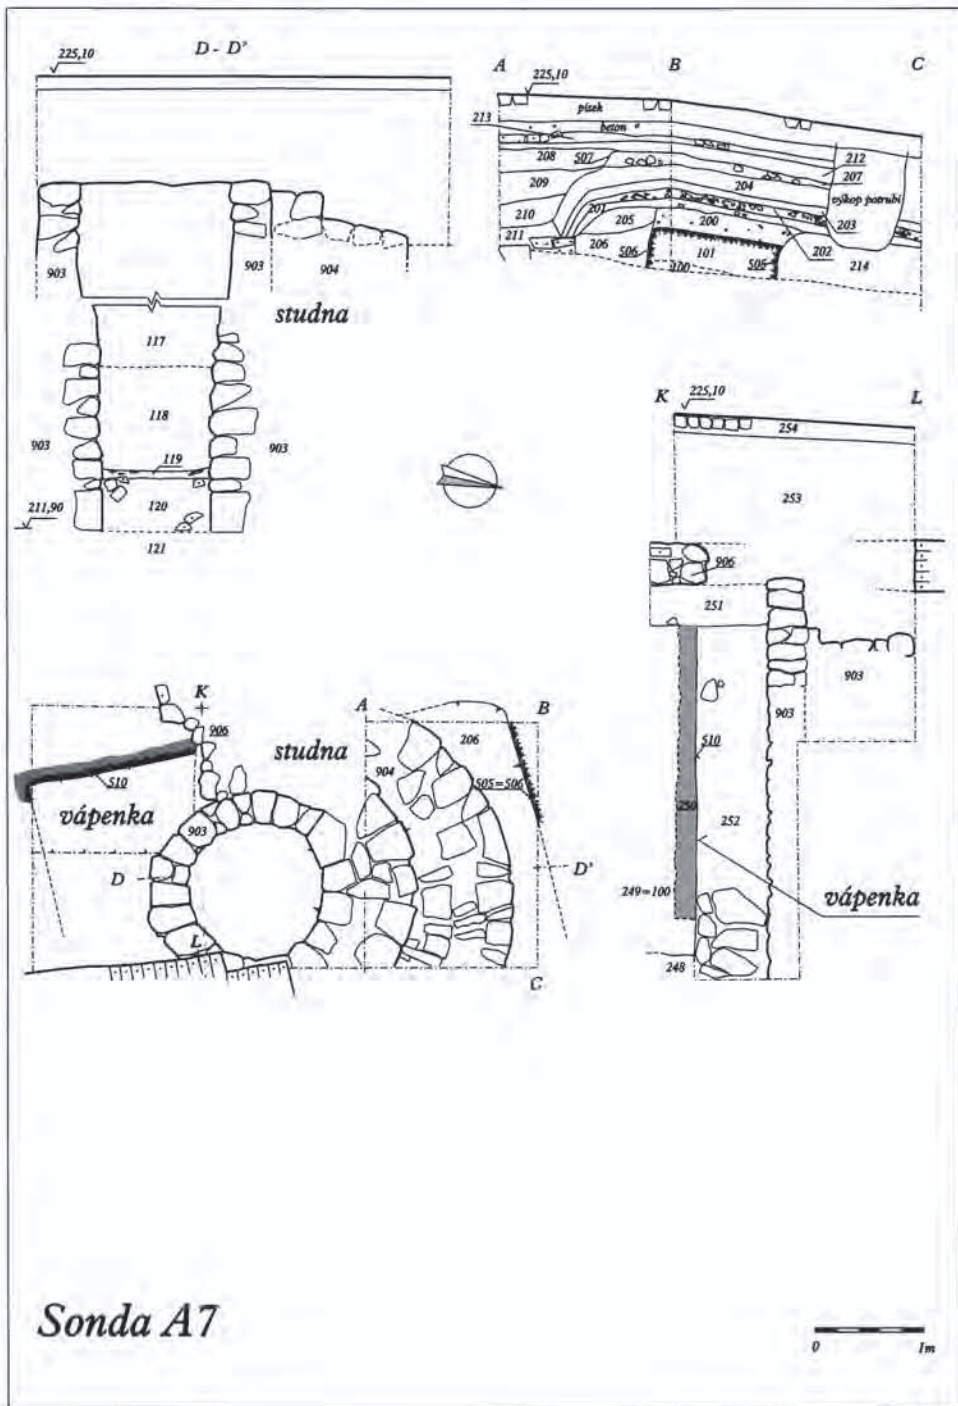 D - D’
225,10
903
903
904
studna
117
118
903
903
119
120
211,90
121
A
B
C
225,10
213
písek
beton
208
507
209
210
211
201
205
206
506
200
101
100
505
204
212
207
výkop potrubí
203
202
214
K
L
225,10
254
253
906
251
903
903
510
250
252
249=100
vápenka
248
K
906
510
vápenka
studna
903
D
L
A
B
206
904
505=506
D’
C
Sonda A7
0
1m